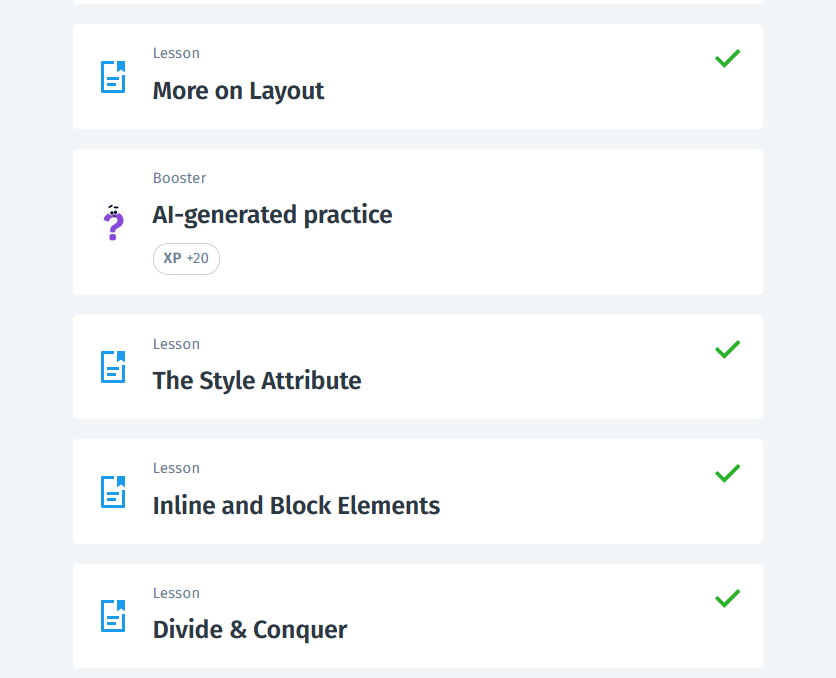 Lesson
More on Layout
Booster
AI-generated practice
XP +20
Lesson
The Style Attribute
Lesson
Inline and Block Elements
Lesson
Divide & Conquer